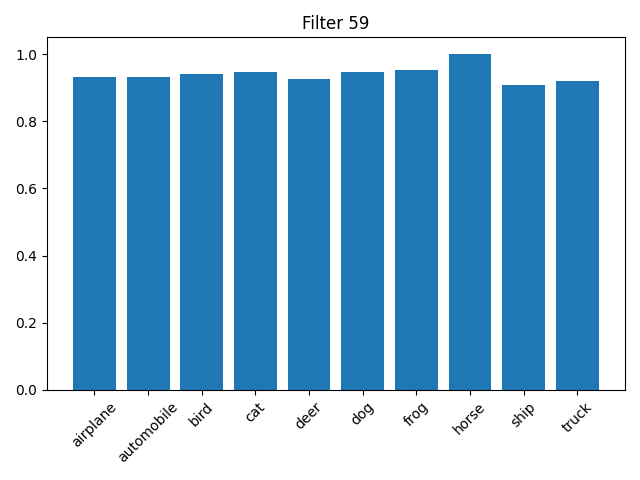 Filter 59
1.0
0.8
0.6
0.4
0.2
0.0
airplane
automobile
bird
cat
deer
dog
frog
horse
ship
truck